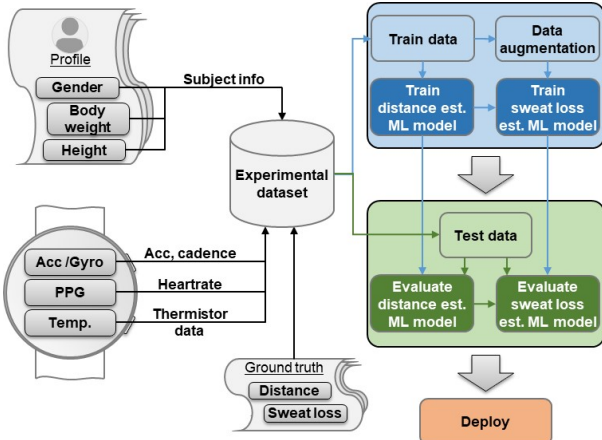 Profile
Gender
Body
weight
Height
Subject info
Acc /Gyro
PPG
Temp.
Acc, cadence
Heartrate
Thermistor
data
Experimental
dataset
Ground truth
Distance
Sweat loss
Train data
Data
augmentation
Train
distance est.
ML model
Train
sweat loss
est. ML model
Test data
Evaluate
distance est.
ML model
Evaluate
sweat loss
est. ML model
Deploy